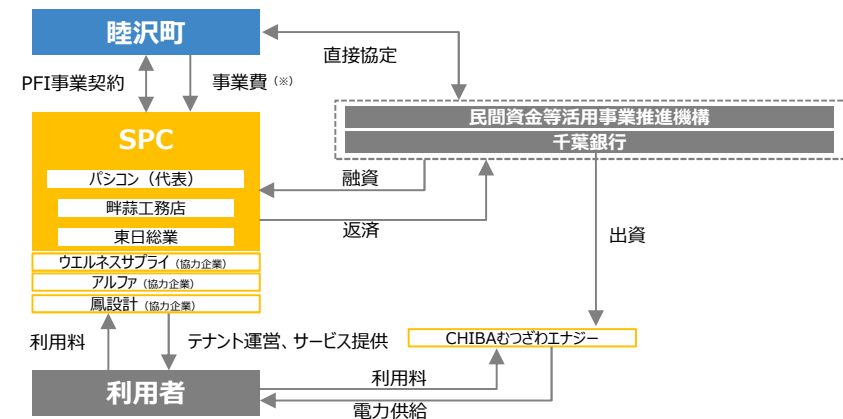 睦沢町
直接協定
PFI事業契約
事業費（※）
民間資金等活用事業推進機構
千葉銀行
SPC
パシコン（代表）
畔蒜工務店
東日総業
融資
返済
出資
ウエルネスサプライ（協力企業）
アルファ（協力企業）
鳳設計（協力企業）
利用料
テナント運営、サービス提供
CHIBAむつざわエナジー
利用者
利用料
電力供給